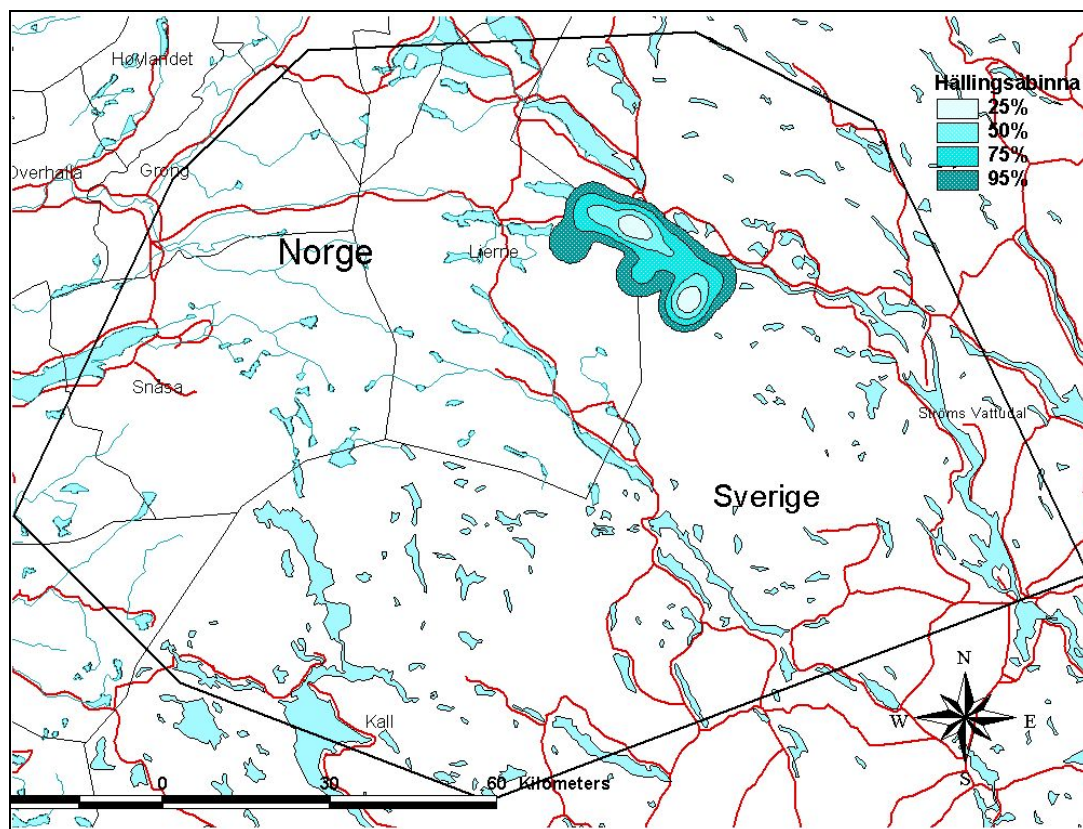 Høylandet
Hällingsåbinna
25%
50%
75%
95%
Overhalla
Grong
Norge
Lierne
Snåsa
Ströms Vattudal
Sverige
N
W
E
S
Kall
0
30
60
Kilometers